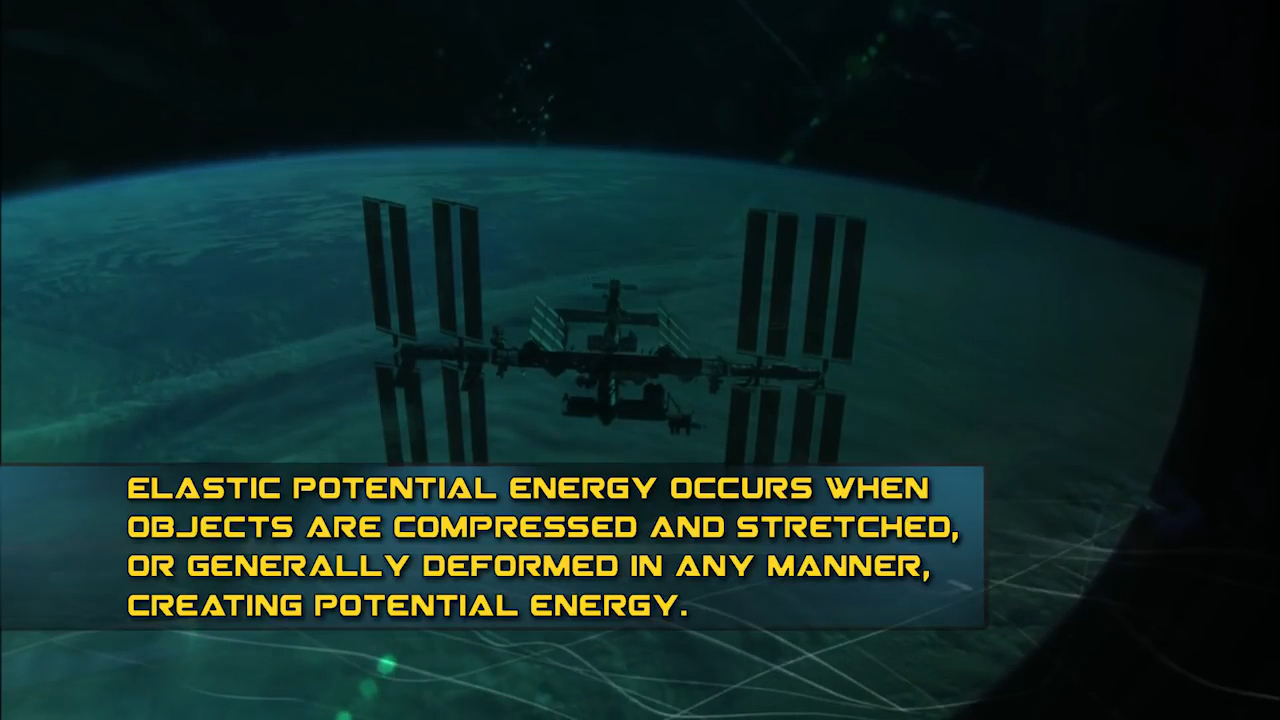 ELASTIC POTENTIAL ENERGY OCCURS WHEN
OBJECTS ARE COMPRESSED AND STRETCHED,
OR GENERALLY DEFORMED IN ANY MANNER,
CREATING POTENTIAL ENERGY.